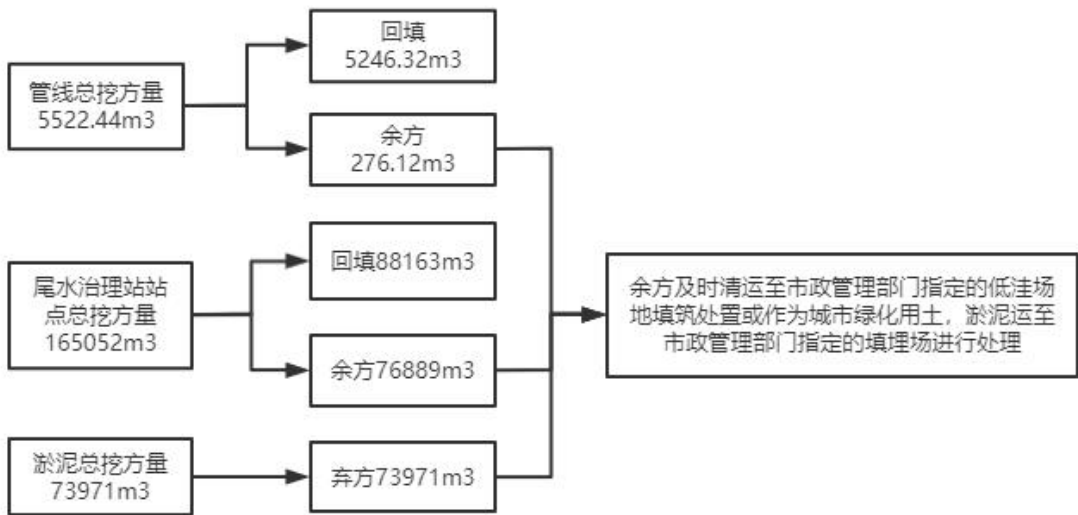 管线总挖方量
5522.44m3
回填
5246.32m3
余方
276.12m3
尾水治理站站
点总挖方量
165052m3
回填88163m3
余方76889m3
淤泥总挖方量
73971m3
弃方73971m3
余方及时清运至市政管理部门指定的低洼场
地填筑处置或作为城市绿化用土，淤泥运至
市政管理部门指定的填埋场进行处理